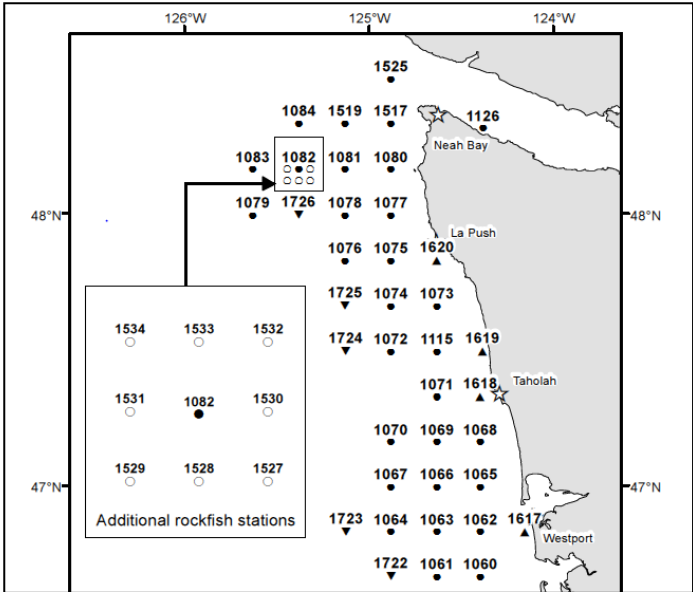 126°W 125°W 124°W
1525
1084 1519 1517 1126
Neah Bay
1083 1082 1081 1080
1079 1726 1078 1077
48°N 48°N
La Push
1076 1075 1620
1725 1074 1073
1724 1072 1115 1619
1534 1533 1532
1071 1618 Taholah
1531 1082 1530
1070 1069 1068
1529 1528 1527
1067 1066 1065
47°N 47°N
Additional rockfish stations
1723 1064 1063 1062 1617
Westport
1722 1061 1060